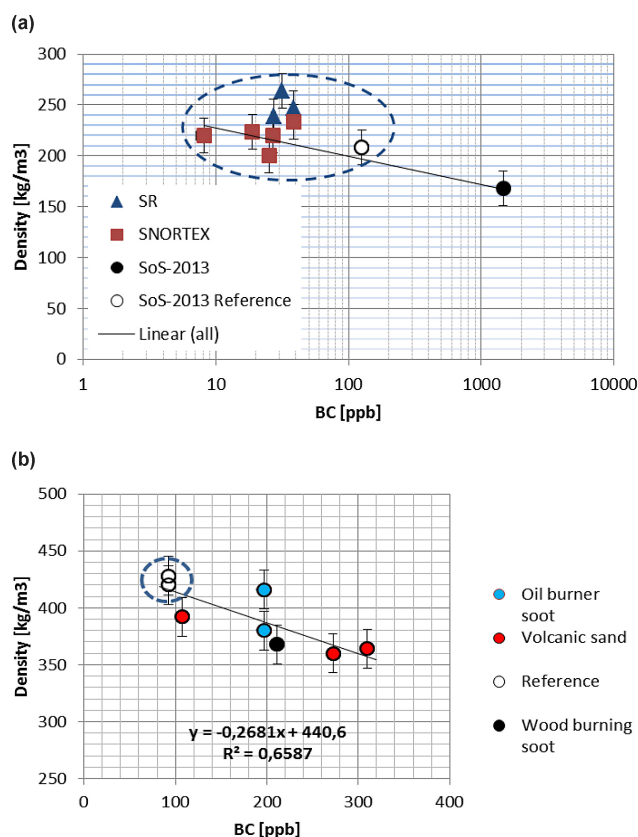 (a)
300
250
200
150
100
50
0
Density [kg/m3]
SR
SNORTEX
SoS-2013
SoS-2013 Reference
Linear (all)
1
10
100
1000
10000
BC [ppb]
(b)
500
450
400
350
300
250
Density [kg/m3]
y = -0,2681x + 440,6
R² = 0,6587
0
100
200
300
400
BC [ppb]
Oil burner
soot
Volcanic sand
Reference
Wood burning
soot